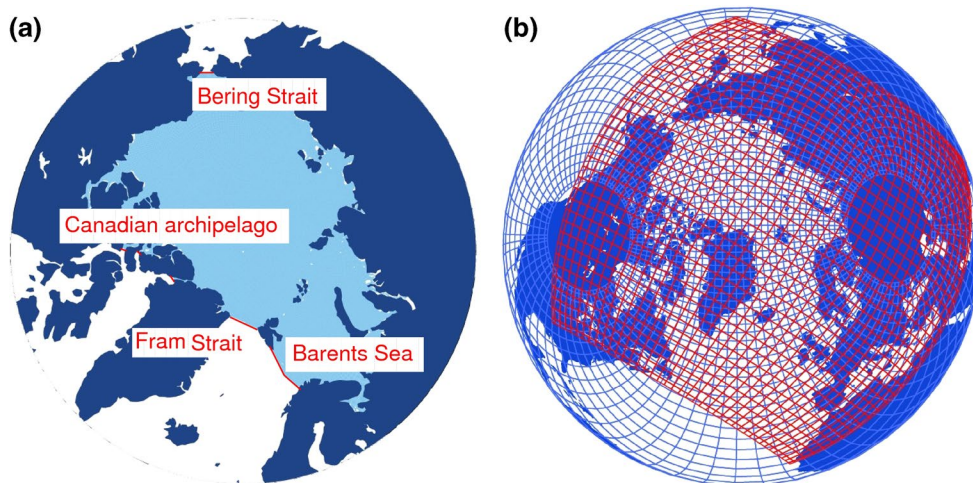 (a)
Bering Strait
Canadian archipelago
Fram Strait
Barents Sea
(b)